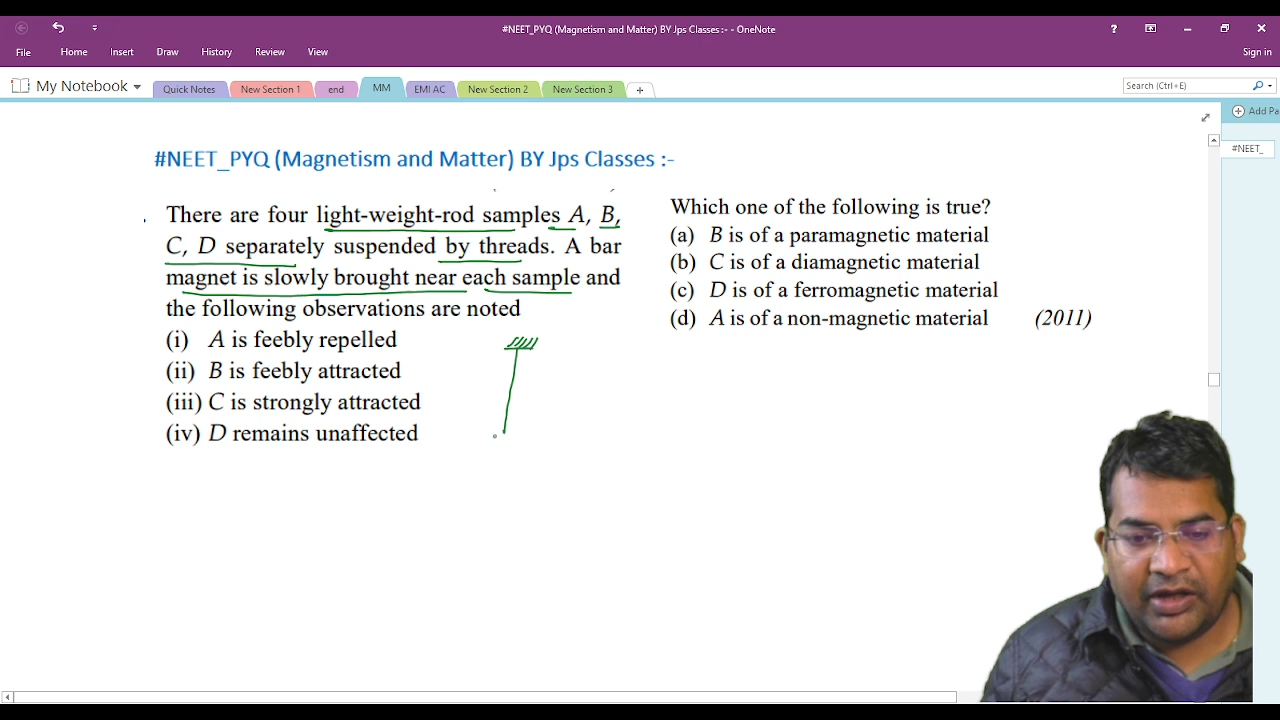 #NEET_PYQ (Magnetism and Matter) BY Jps Classes :- - OneNote
?
File Home Insert Draw History Review View
Sign in
My Notebook
Quick Notes New Section 1 end MM EMI AC New Section 2 New Section 3 +
Search (Ctrl+E)
Add Pa
#NEET_
#NEET_PYQ (Magnetism and Matter) BY Jps Classes :-
There are four light-weight-rod samples A, B,
C, D separately suspended by threads. A bar
magnet is slowly brought near each sample and
the following observations are noted
(i) A is feebly repelled
(ii) B is feebly attracted
(iii) C is strongly attracted
(iv) D remains unaffected
Which one of the following is true?
(a) B is of a paramagnetic material
(b) C is of a diamagnetic material
(c) D is of a ferromagnetic material
(d) A is of a non-magnetic material (2011)